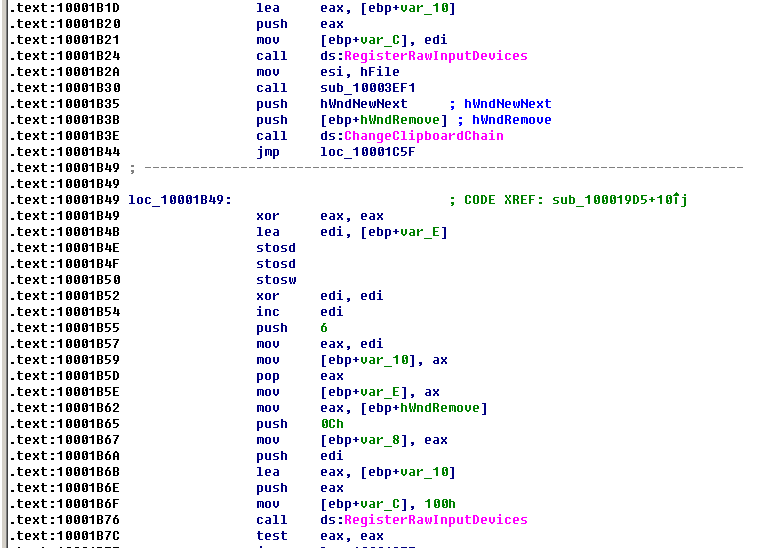 .text:10001B1D lea eax, [ebp+var_10]
.text:10001B20 push eax
.text:10001B21 mov [ebp+var_C], edi
.text:10001B24 call ds:RegisterRawInputDevices
.text:10001B2A mov esi, hFile
.text:10001B30 call sub_10003EF1
.text:10001B35 push hWndNewNext ; hWndNewNext
.text:10001B3B push [ebp+hWndRemove] ; hWndRemove
.text:10001B3E call ds:ChangeClipboardChain
.text:10001B44 jmp loc_10001C5F
.text:10001B49 ; ---------------------------------------------------------------------------
.text:10001B49
.text:10001B49 loc_10001B49: ; CODE XREF: sub_100019D5+10↑j
.text:10001B49 xor eax, eax
.text:10001B4B lea edi, [ebp+var_E]
.text:10001B4E stosd
.text:10001B4F stosd
.text:10001B50 stosw
.text:10001B52 xor edi, edi
.text:10001B54 inc edi
.text:10001B55 push 6
.text:10001B57 mov eax, edi
.text:10001B59 mov [ebp+var_10], ax
.text:10001B5D pop eax
.text:10001B5E mov [ebp+var_E], ax
.text:10001B62 mov eax, [ebp+hWndRemove]
.text:10001B65 push 0Ch
.text:10001B67 mov [ebp+var_8], eax
.text:10001B6A push edi
.text:10001B6B lea eax, [ebp+var_10]
.text:10001B6E push eax
.text:10001B6F mov [ebp+var_C], 100h
.text:10001B76 call ds:RegisterRawInputDevices
.text:10001B7C test eax, eax